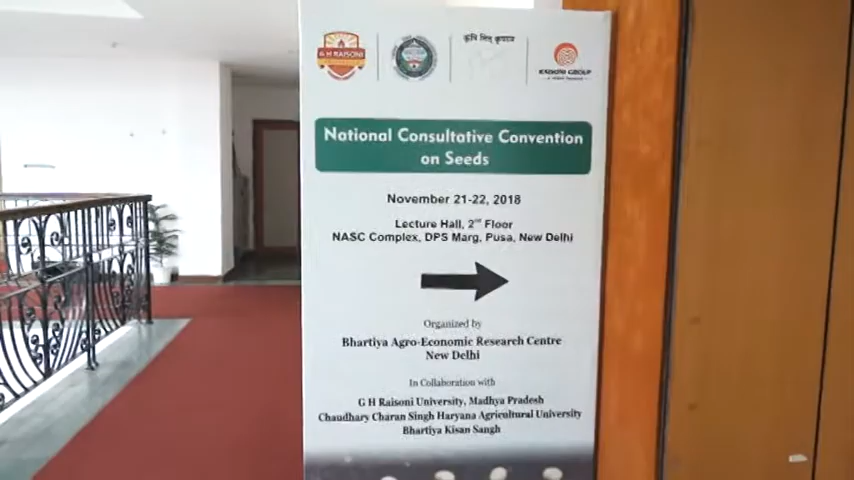 G H RAISONI
कृषि मित् कृषास्व
RAISONI GROUP
National Consultative Convention
on Seeds
November 21-22, 2018
Lecture Hall, 2nd Floor
NASC Complex, DPS Marg, Pusa, New Delhi
Organized by
Bhartiya Agro-Economic Research Centre
New Delhi
In Collaboration with
G H Raisoni University, Madhya Pradesh
Chaudhary Charan Singh Haryana Agricultural University
Bhartiya Kisan Sangh